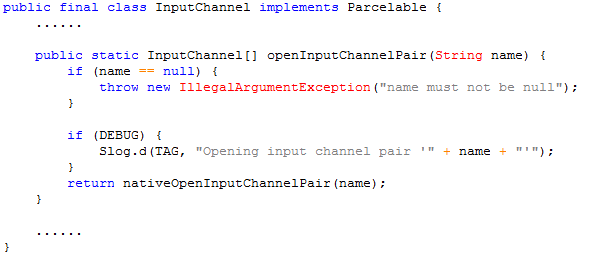 public final class InputChannel implements Parcelable {
    ......
    public static InputChannel[] openInputChannelPair(String name) {
        if (name == null) {
            throw new IllegalArgumentException("name must not be null");
        }
        if (DEBUG) {
            Slog.d(TAG, "Opening input channel pair '" + name + "'");
        }
        return nativeOpenInputChannelPair(name);
    }
    ......
}